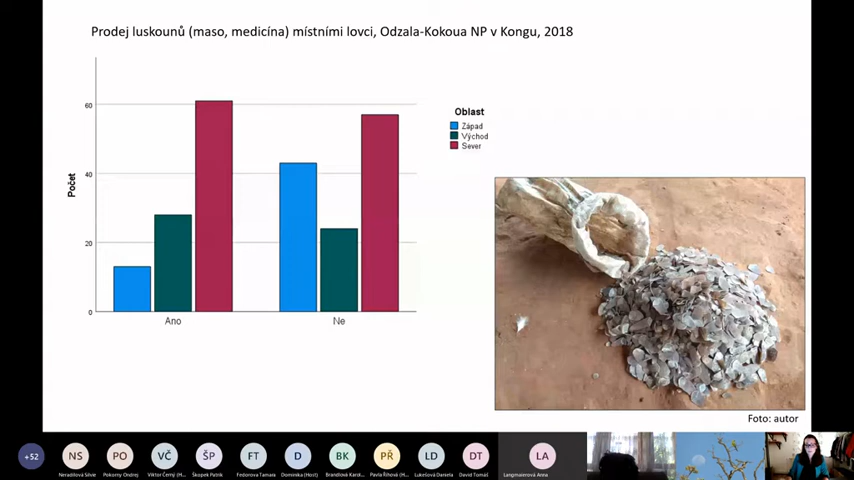 Prodej luskounů (maso, medicína) místními lovci, Odzala-Kokoua NP v Kongu, 2018
Oblast
Západ
Východ
Sever
Počet
60
40
20
0
Ano
Ne
Foto: autor
+52
NS
PO
VČ
ŠP
FT
D
BK
PŘ
LD
DT
LA
Neradilová Silvie
Pokorny Ondrej
Viktor Černý (H...
Škopek Patrik
Fedorova Tamara
Dominika (Host)
Brandlová Karol...
Pavla Říhová (H...
Lukešová Daniela
David Tomáš
Langmaierová Anna